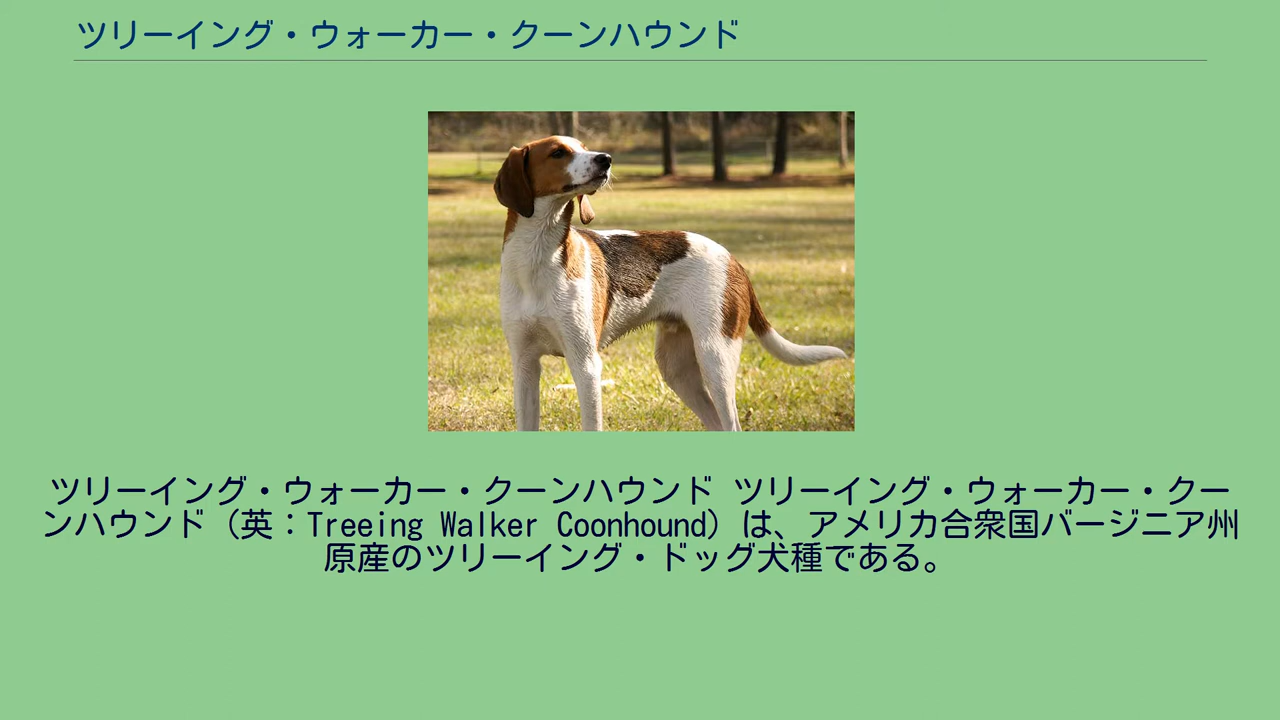 ツリーイング・ウォーカー・クーンハウンド
ツリーイング・ウォーカー・クーンハウンド ツリーイング・ウォーカー・クー
ンハウンド（英：Treeing Walker Coonhound）は、アメリカ合衆国バージニア州
原産のツリーイング・ドッグ犬種である。